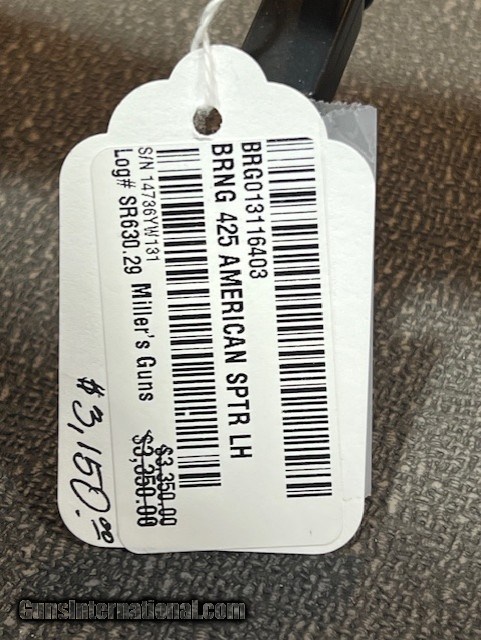 BRG013116403
BRNG 425 AMERICAN SPTR LH
S/N 14736YW131
Log# SR630.29 Miller's Guns
$3,350.00
$3,350.00
$3,150.00
GunsInternational.com